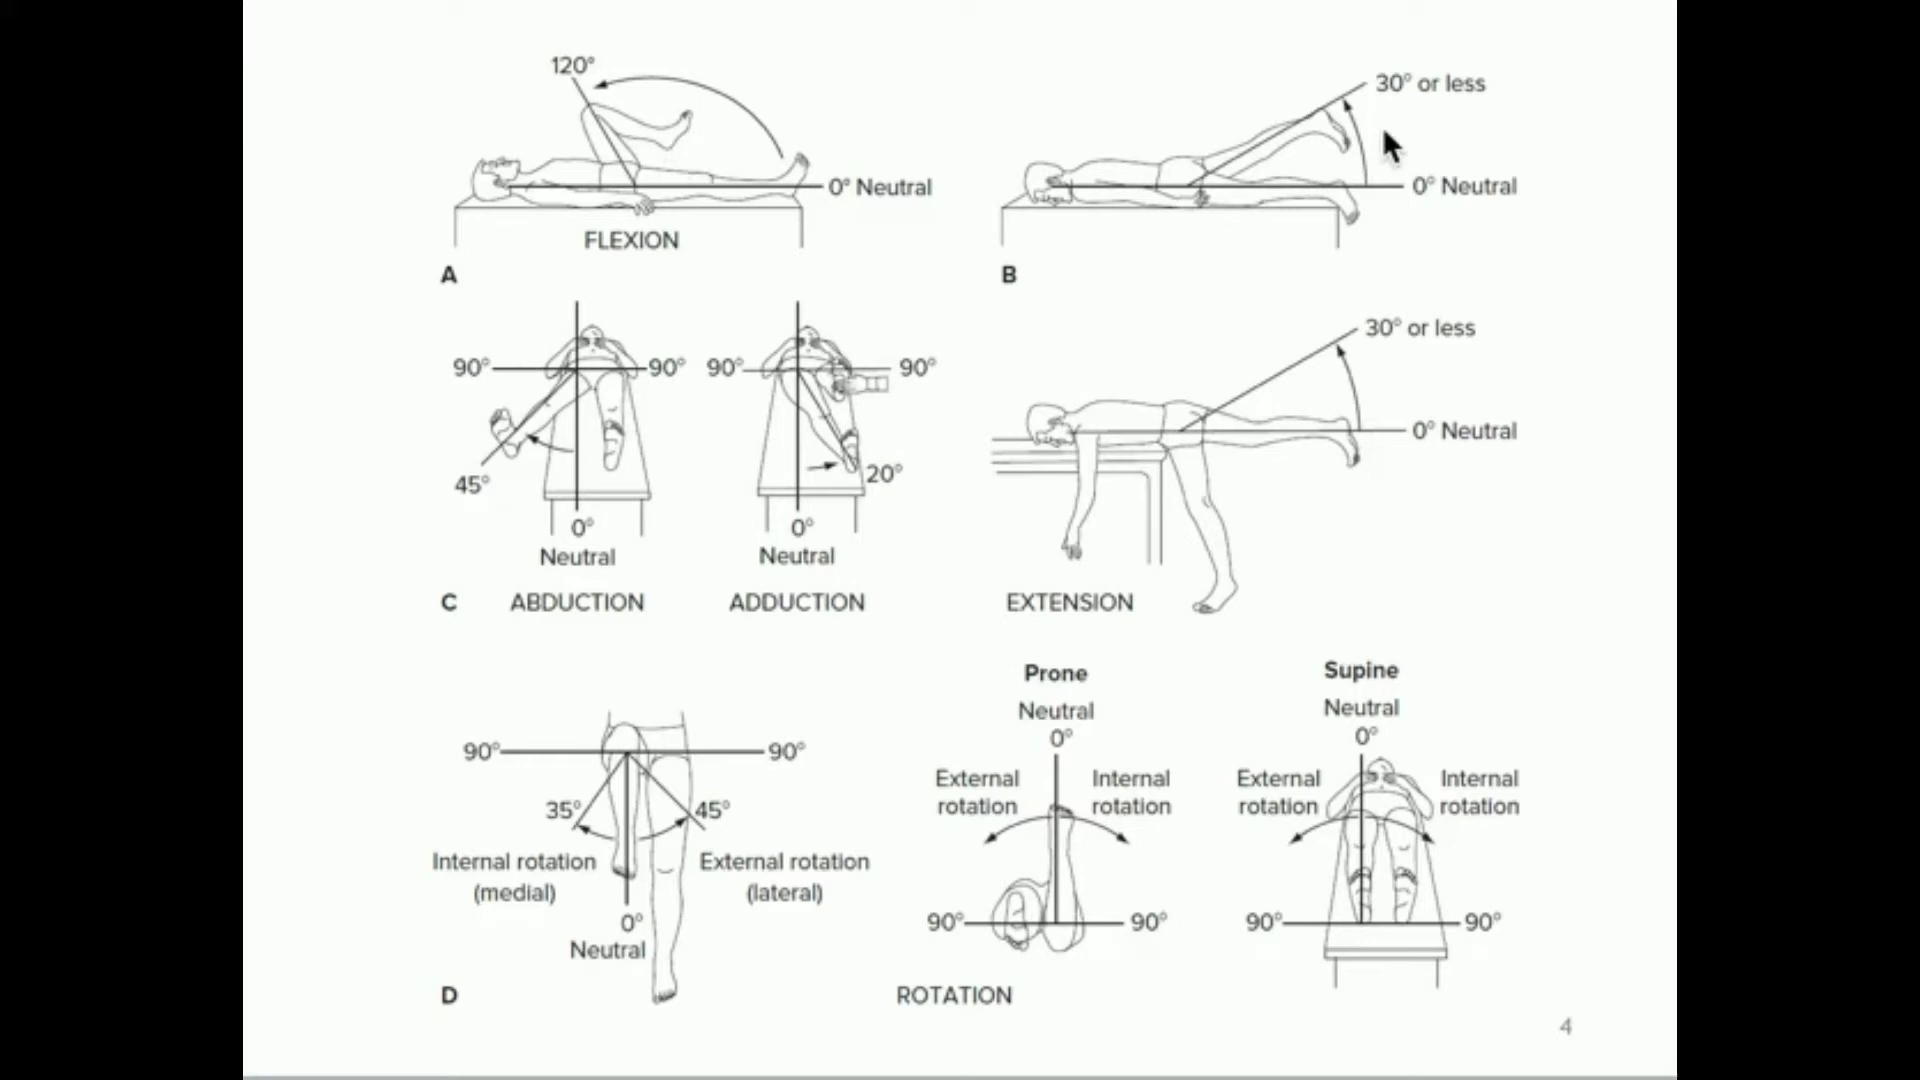 120°
0° Neutral
FLEXION
A
30° or less
0° Neutral
B
90°
90°
45°
0°
Neutral
C
ABDUCTION
90°
90°
20°
0°
Neutral
ADDUCTION
30° or less
0° Neutral
EXTENSION
90°
90°
35°
45°
Internal rotation
(medial)
External rotation
(lateral)
0°
Neutral
D
Prone
Neutral
0°
External
rotation
Internal
rotation
90°
90°
ROTATION
Supine
Neutral
0°
External
rotation
Internal
rotation
90°
90°
4